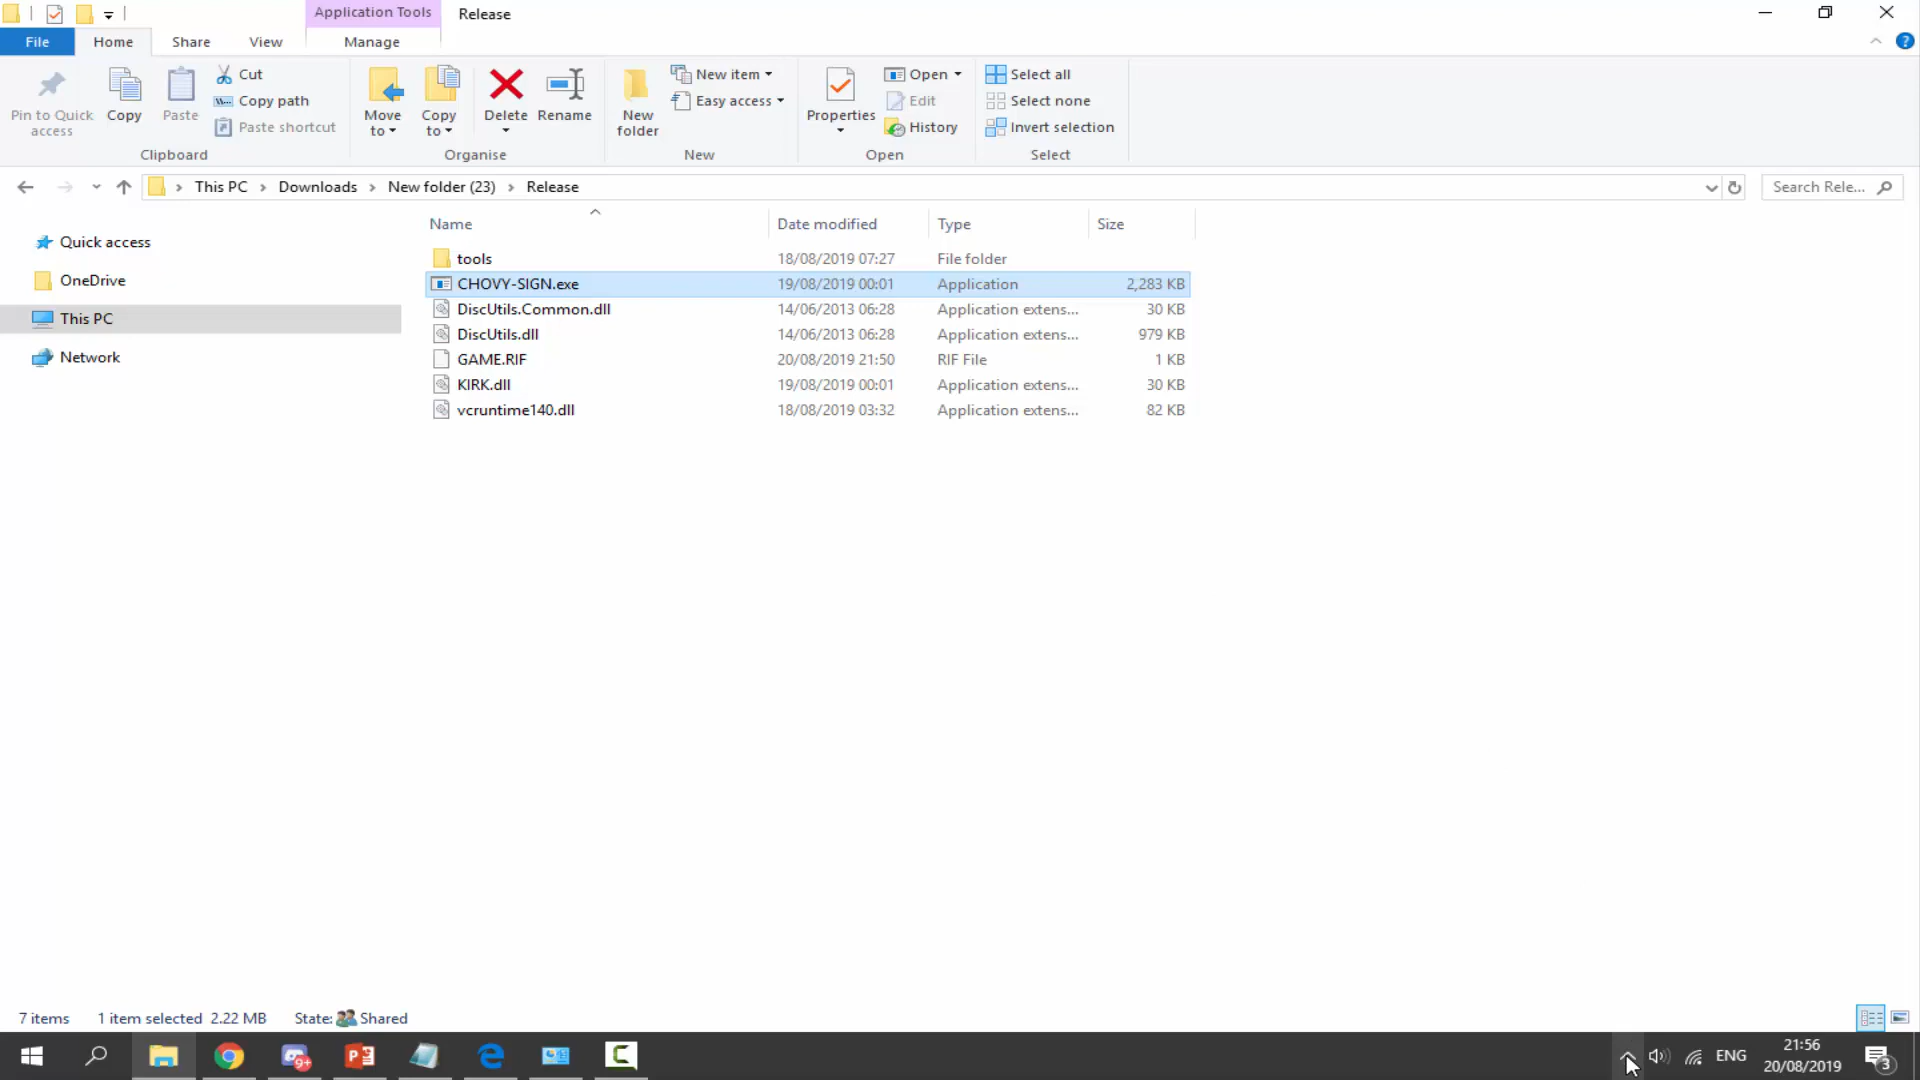 Application Tools
Release
File
Home
Share
View
Manage
Pin to Quick access
Copy
Paste
Cut
Copy path
Paste shortcut
Clipboard
Move to
Copy to
Delete
Rename
Organise
New folder
New item
Easy access
New
Properties
Open
Edit
History
Open
Select all
Select none
Invert selection
Select
This PC > Downloads > New folder (23) > Release
Search Rele...
Quick access
OneDrive
This PC
Network
Name Date modified Type Size
tools 18/08/2019 07:27 File folder
CHOVY-SIGN.exe 19/08/2019 00:01 Application 2,283 KB
DiscUtils.Common.dll 14/06/2013 06:28 Application extens... 30 KB
DiscUtils.dll 14/06/2013 06:28 Application extens... 979 KB
GAME.RIF 20/08/2019 21:50 RIF File 1 KB
KIRK.dll 19/08/2019 00:01 Application extens... 30 KB
vcruntime140.dll 18/08/2019 03:32 Application extens... 82 KB
7 items 1 item selected 2.22 MB State: Shared
9+
ENG
21:56
20/08/2019
3